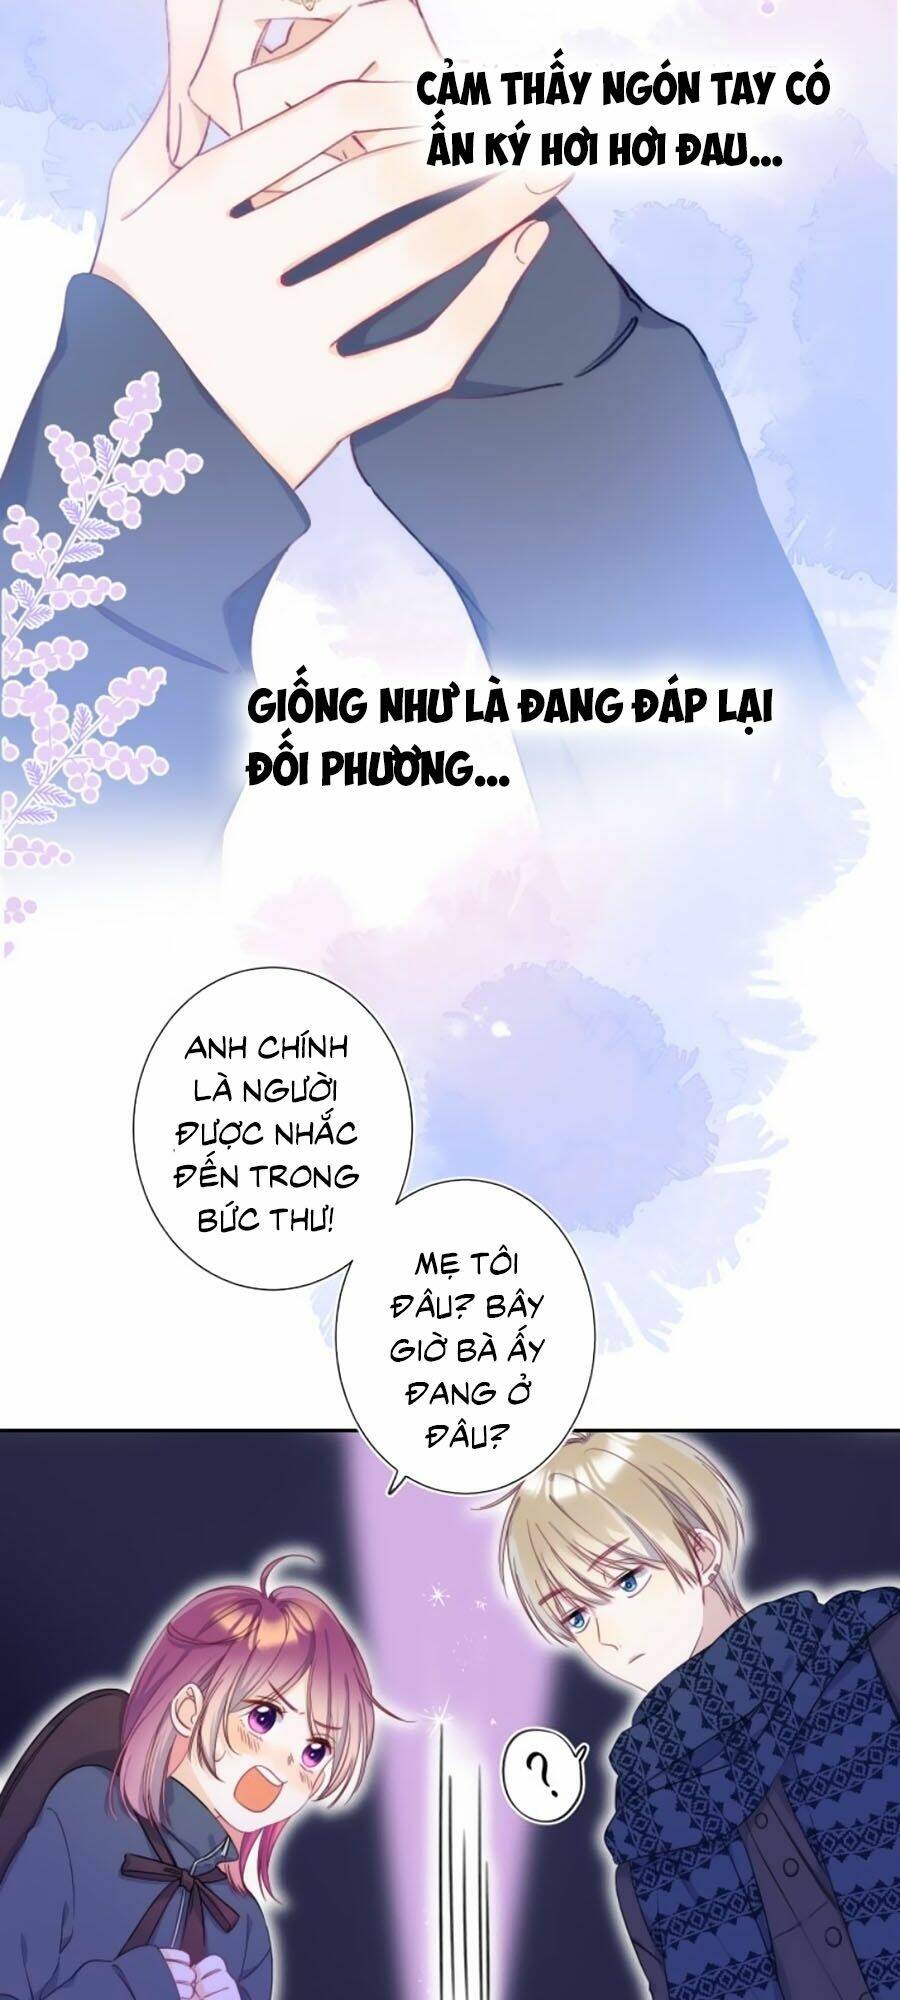 CẢM THẤY NGÓN TAY CÓ
ẤN KÝ HƠI HƠI ĐAU...
GIỐNG NHƯ LÀ ĐANG ĐÁP LẠI
ĐỐI PHƯƠNG...
ANH CHÍNH
LÀ NGƯỜI
ĐƯỢC NHẮC
ĐẾN TRONG
BỨC THƯ!
MẸ TÔI
ĐÂU? BÂY
GIỜ BÀ ẤY
ĐANG Ở
ĐÂU?
?